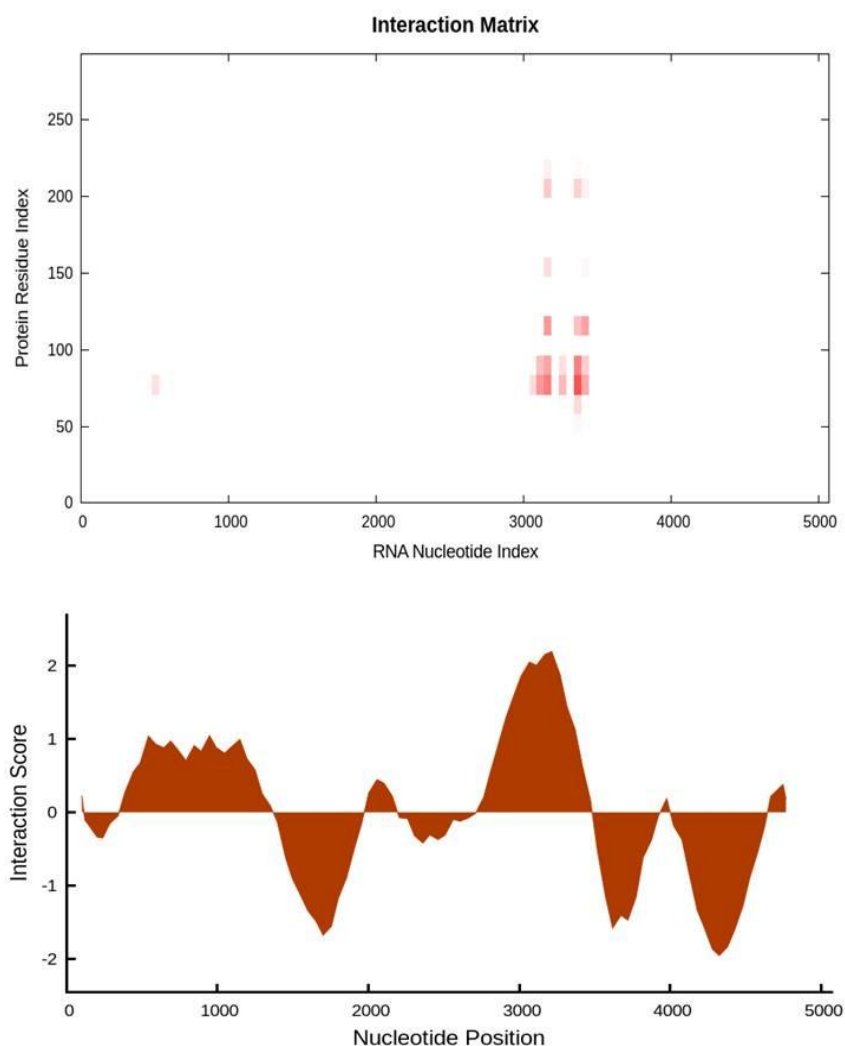 Interaction Matrix
250
200
150
100
50
0
Protein Residue Index
0 1000 2000 3000 4000 5000
RNA Nucleotide Index
2
1
0
-1
-2
Interaction Score
0 1000 2000 3000 4000 5000
Nucleotide Position